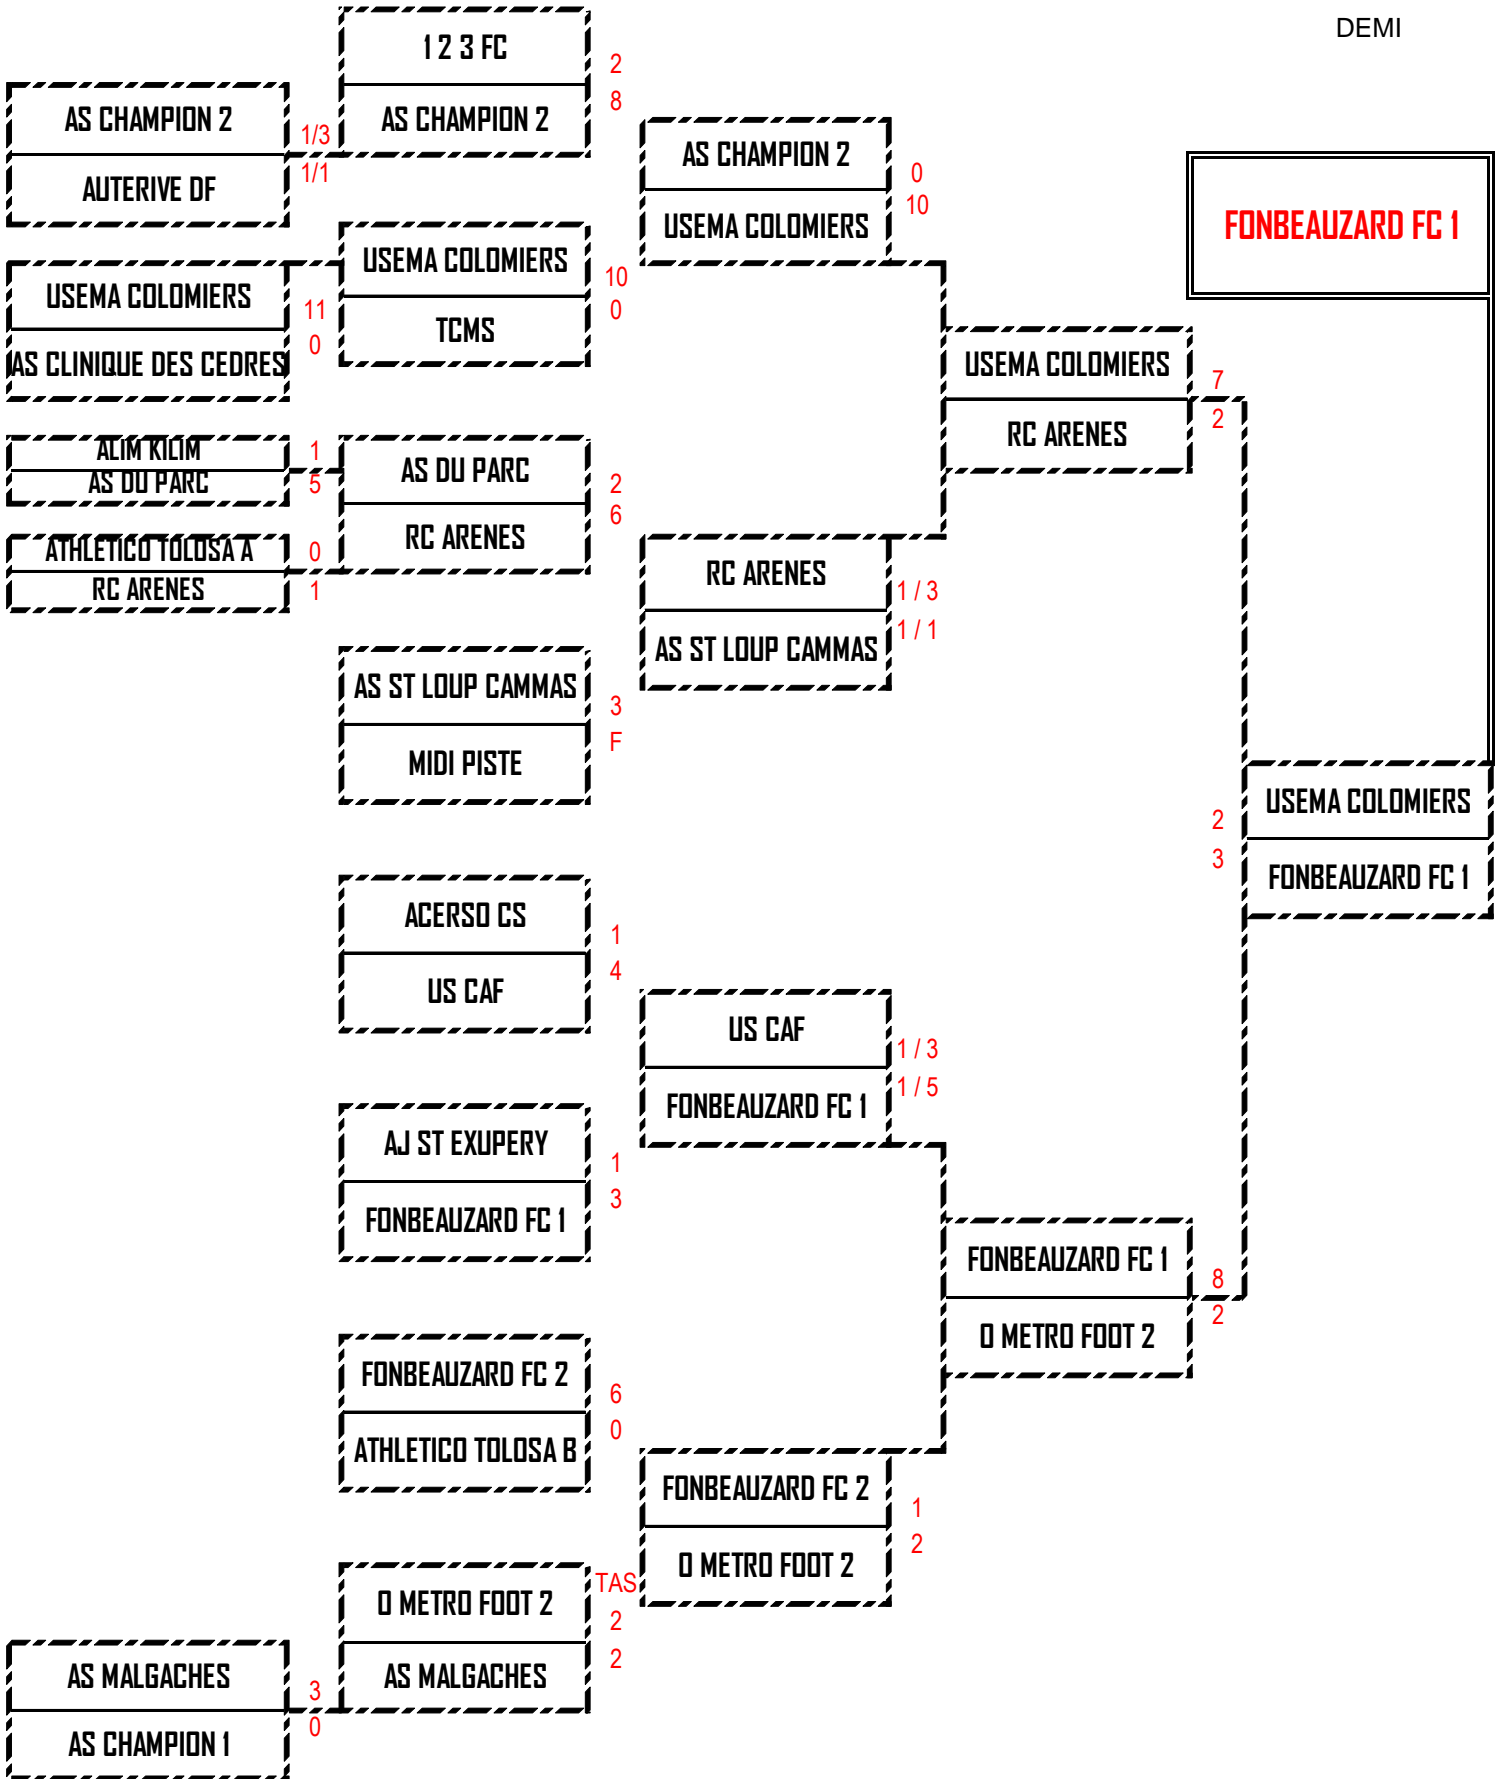 DEMI
1 2 3 FC
2
8
AS CHAMPION 2
AS CHAMPION 2
1/3
1/1
AUTERIVE DF
AS CHAMPION 2
0
10
USEMA COLOMIERS
FONBEAUZARD FC 1
USEMA COLOMIERS
10
0
TCMS
USEMA COLOMIERS
11
0
AS CLINIQUE DES CEDRES
USEMA COLOMIERS
7
2
RC ARENES
ALIM KILIM
1
5
AS DU PARC
AS DU PARC
2
6
RC ARENES
ATHLETICO TOLOSA A
0
1
RC ARENES
RC ARENES
1 / 3
1 / 1
AS ST LOUP CAMMAS
AS ST LOUP CAMMAS
3
F
MIDI PISTE
USEMA COLOMIERS
2
3
FONBEAUZARD FC 1
ACERSO CS
1
4
US CAF
US CAF
1 / 3
1 / 5
FONBEAUZARD FC 1
AJ ST EXUPERY
1
3
FONBEAUZARD FC 1
FONBEAUZARD FC 1
8
2
O METRO FOOT 2
FONBEAUZARD FC 2
6
0
ATHLETICO TOLOSA B
FONBEAUZARD FC 2
1
2
O METRO FOOT 2
TAS
O METRO FOOT 2
2
2
AS MALGACHES
AS MALGACHES
3
0
AS CHAMPION 1